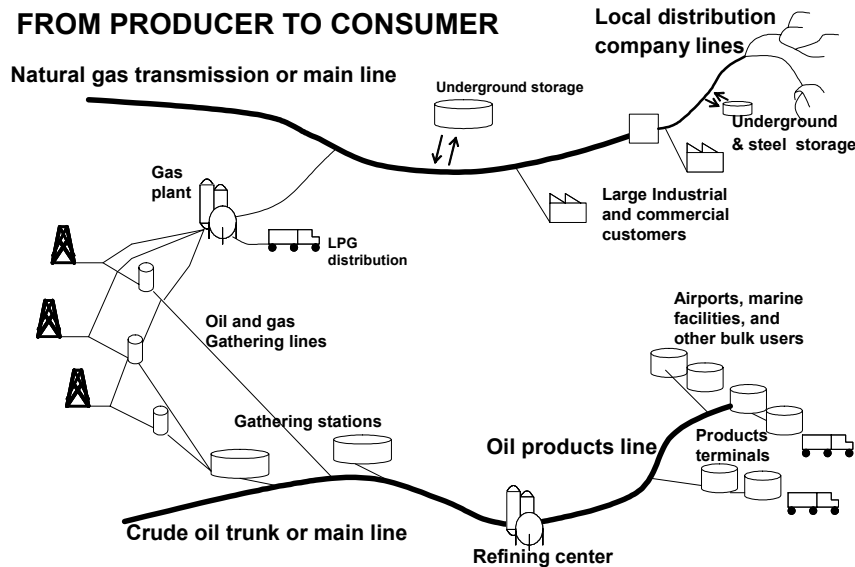 FROM PRODUCER TO CONSUMER
Local distribution
company lines
Natural gas transmission or main line
Underground storage
Underground
& steel storage
Gas
plant
Large Industrial
and commercial
customers
LPG
distribution
Airports, marine
facilities, and
other bulk users
Oil and gas
Gathering lines
Gathering stations
Oil products line
Products
terminals
Crude oil trunk or main line
Refining center